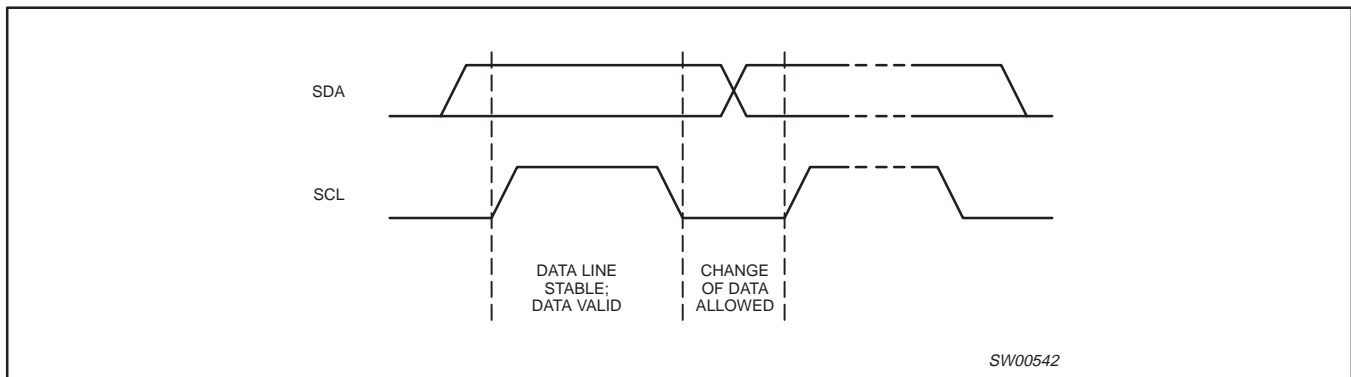 SDA
SCL
DATA LINE
STABLE;
DATA VALID
CHANGE
OF DATA
ALLOWED
SW00542